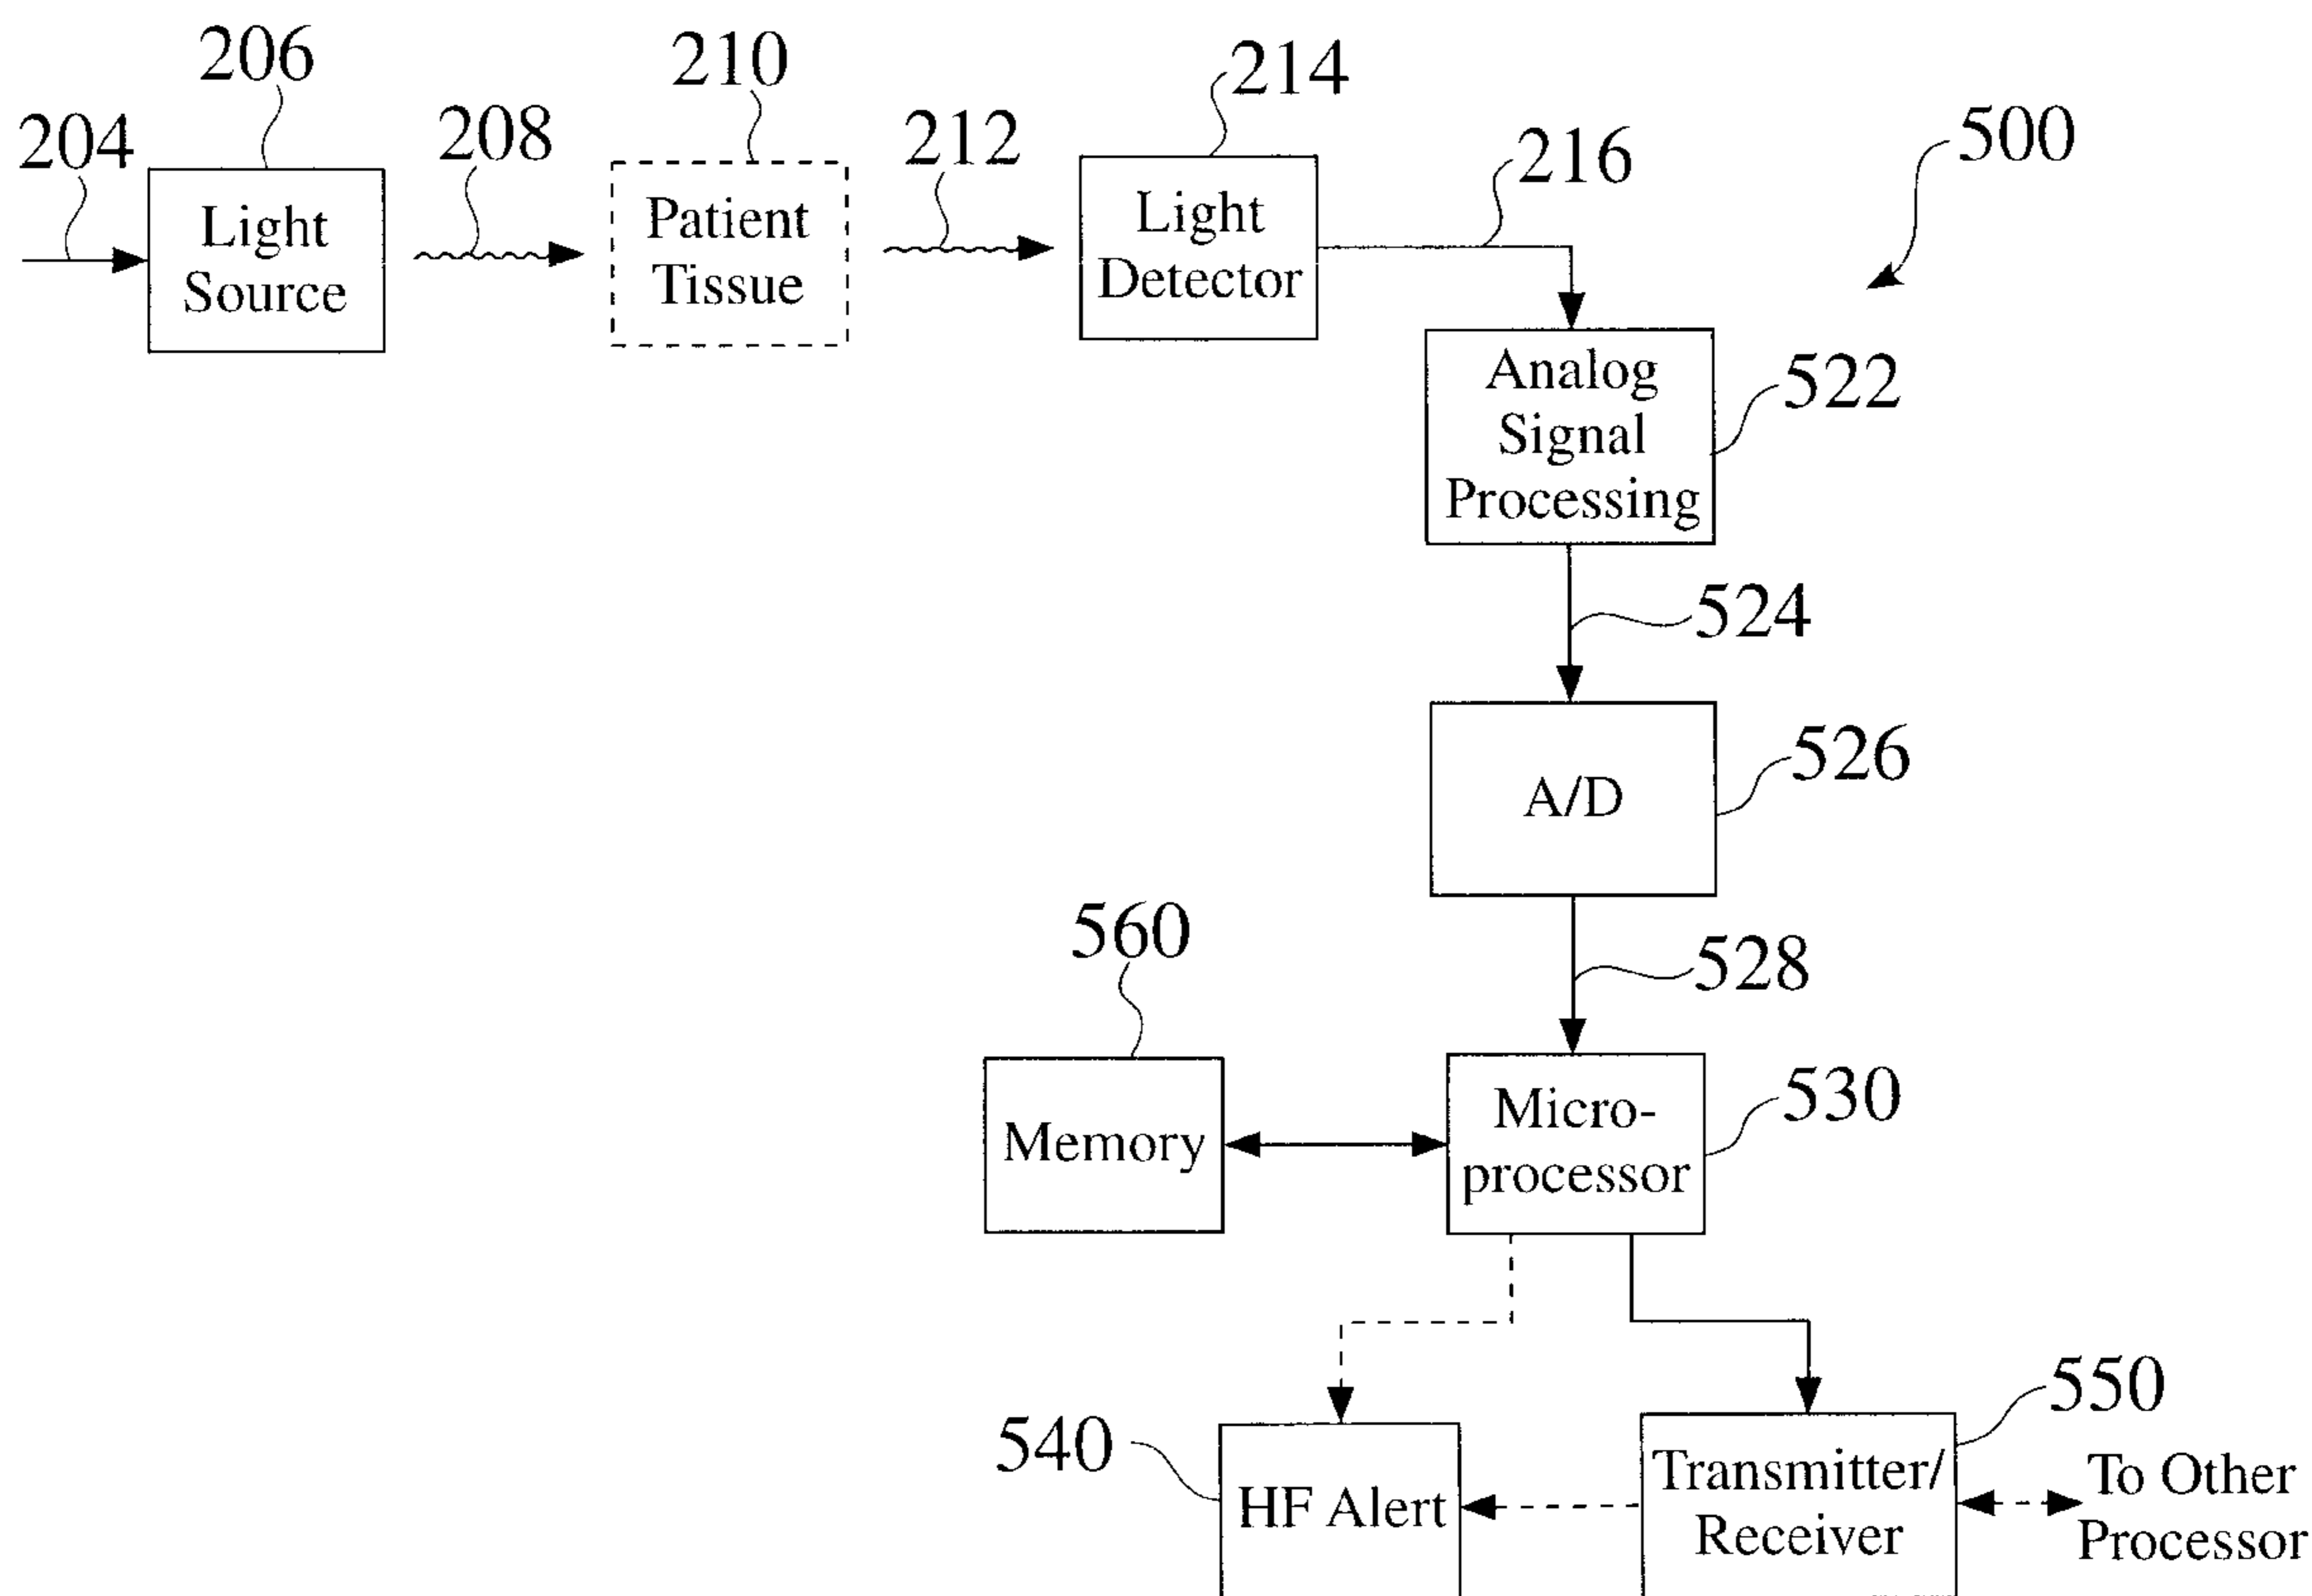 206
210
214
204
208
212
216
500
Light
Source
Patient
Tissue
Light
Detector
Analog
Signal
Processing
522
524
A/D
526
528
560
Memory
Micro-
processor
530
540
HF Alert
550
Transmitter/
Receiver
To Other
Processor